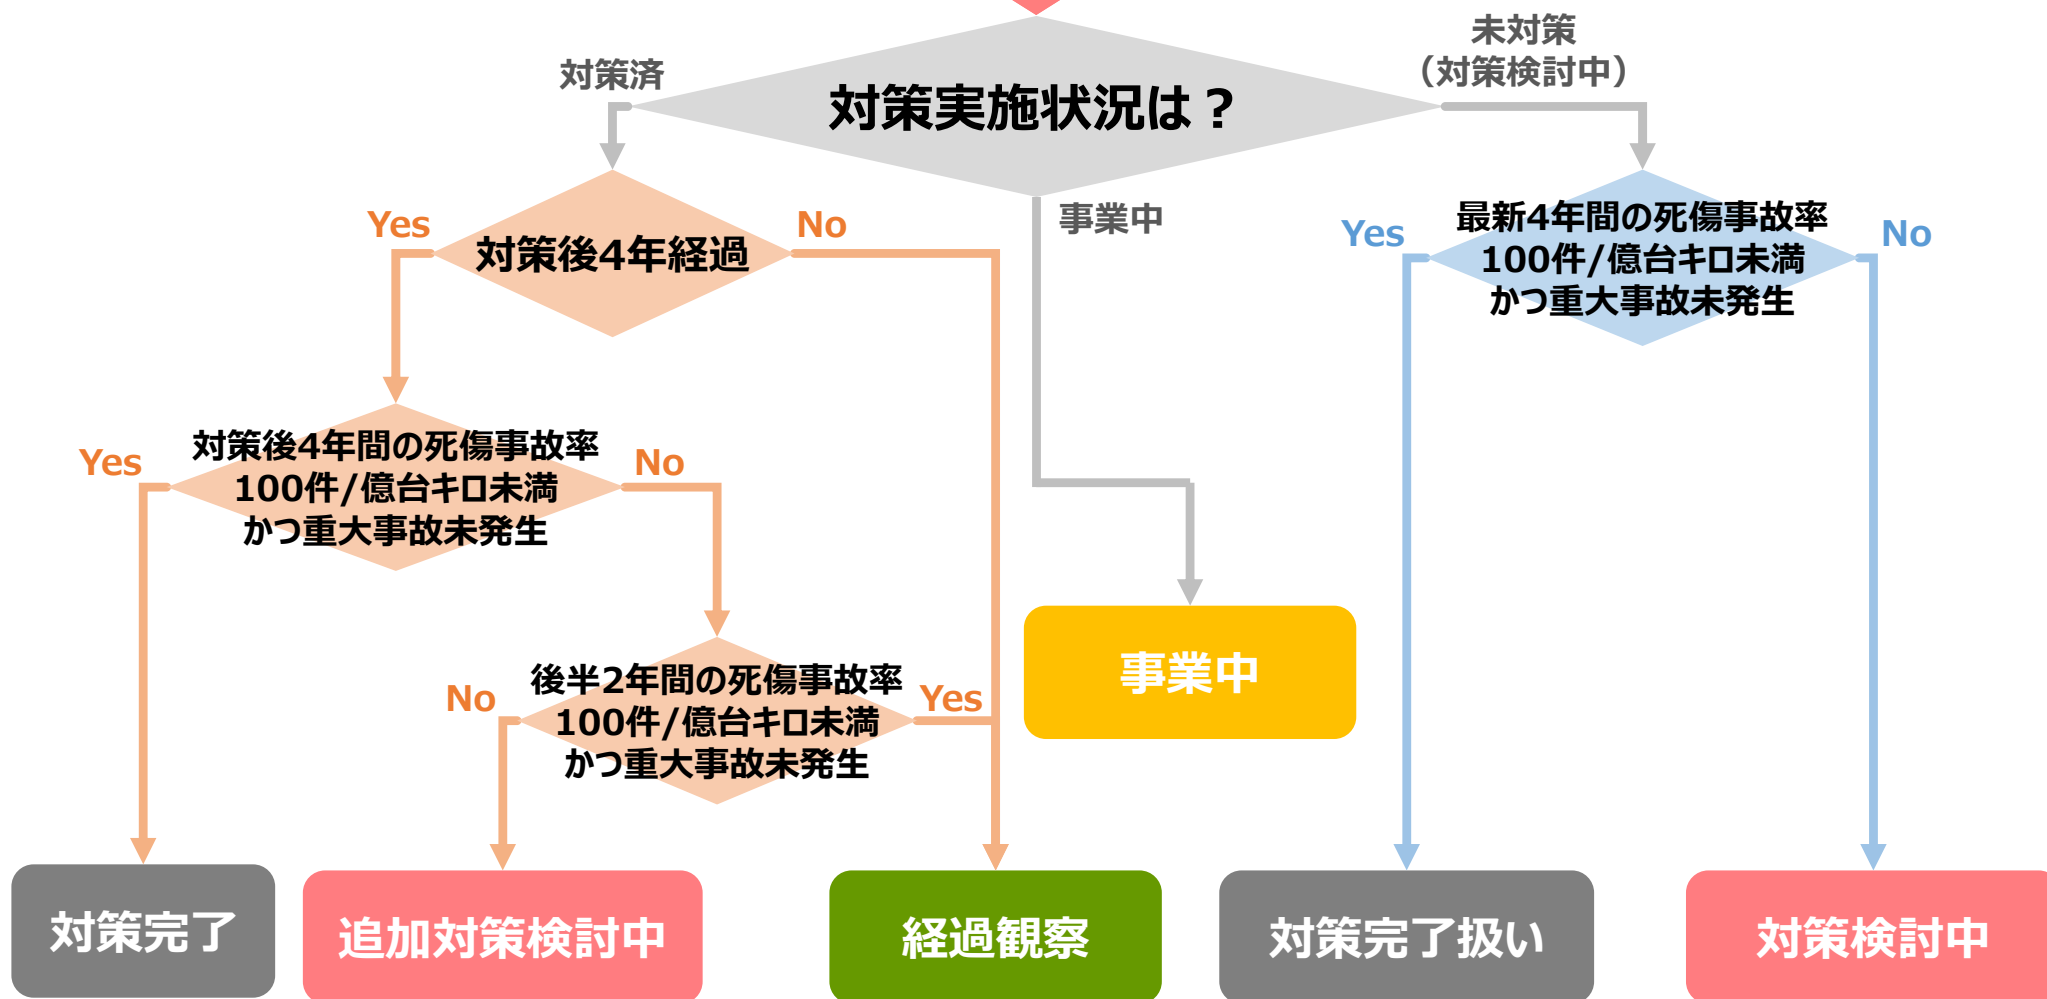 未対策
（対策検討中）
対策済
対策実施状況は？
事業中
Yes
No
対策後4年経過
Yes
No
最新4年間の死傷事故率
100件/億台キロ未満
かつ重大事故未発生
Yes
No
対策後4年間の死傷事故率
100件/億台キロ未満
かつ重大事故未発生
No
Yes
後半2年間の死傷事故率
100件/億台キロ未満
かつ重大事故未発生
事業中
対策完了
追加対策検討中
経過観察
対策完了扱い
対策検討中